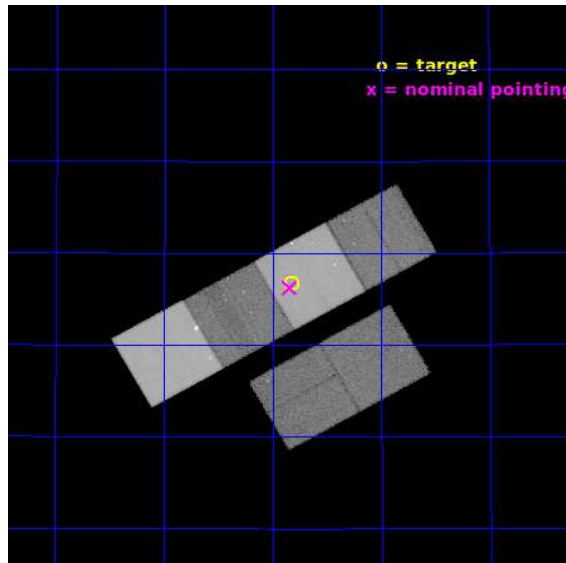 o = target
x = nominal pointing